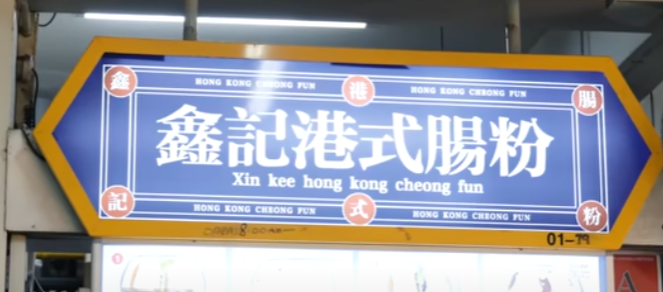 鑫 HONG KONG CHEONG FUN 港 HONG KONG CHEONG FUN 腸
鑫記港式腸粉
Xin kee hong kong cheong fun
記 HONG KONG CHEONG FUN 式 HONG KONG CHEONG FUN 粉
01-79
A